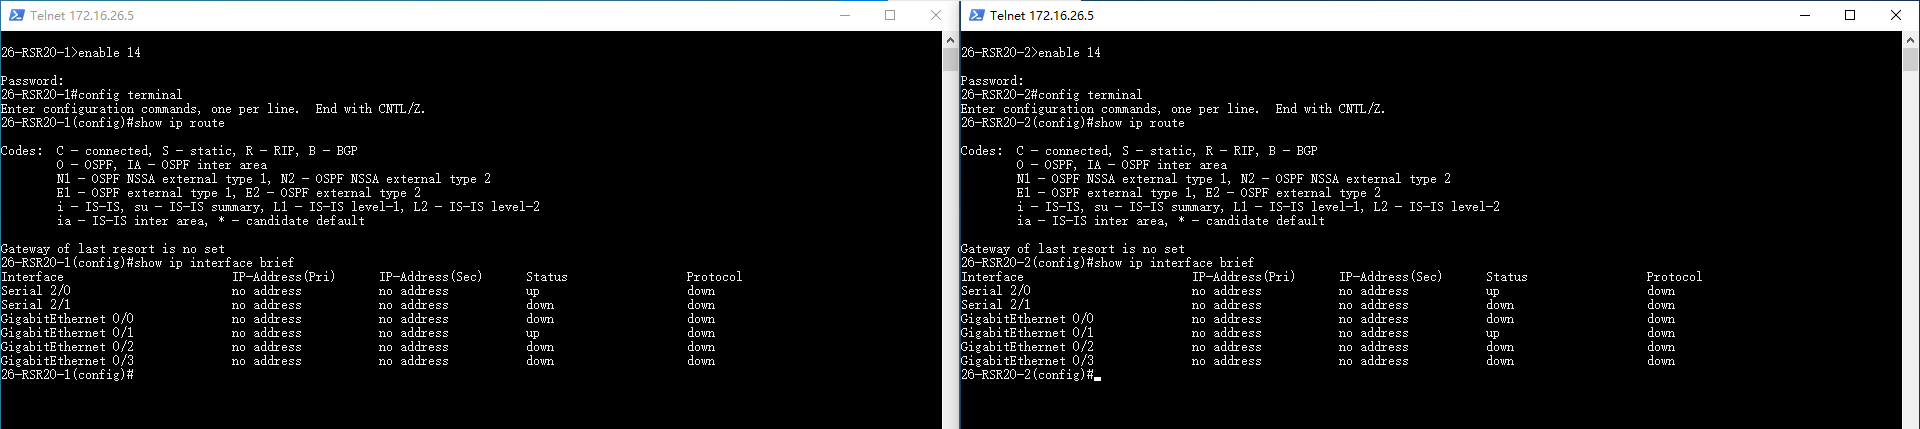 Telnet 172.16.26.5
26-RSR20-1>enable 14
Password:
26-RSR20-1#config terminal
Enter configuration commands, one per line.  End with CNTL/Z.
26-RSR20-1(config)#show ip route
Codes:  C - connected, S - static, R - RIP, B - BGP
O - OSPF, IA - OSPF inter area
N1 - OSPF NSSA external type 1, N2 - OSPF NSSA external type 2
E1 - OSPF external type 1, E2 - OSPF external type 2
i - IS-IS, su - IS-IS summary, L1 - IS-IS level-1, L2 - IS-IS level-2
ia - IS-IS inter area, * - candidate default
Gateway of last resort is no set
26-RSR20-1(config)#show ip interface brief
Interface IP-Address(Pri) IP-Address(Sec) Status Protocol
Serial 2/0 no address no address up down
Serial 2/1 no address no address down down
GigabitEthernet 0/0 no address no address down down
GigabitEthernet 0/1 no address no address up down
GigabitEthernet 0/2 no address no address down down
GigabitEthernet 0/3 no address no address down down
26-RSR20-1(config)#
Telnet 172.16.26.5
26-RSR20-2>enable 14
Password:
26-RSR20-2#config terminal
Enter configuration commands, one per line.  End with CNTL/Z.
26-RSR20-2(config)#show ip route
Codes:  C - connected, S - static, R - RIP, B - BGP
O - OSPF, IA - OSPF inter area
N1 - OSPF NSSA external type 1, N2 - OSPF NSSA external type 2
E1 - OSPF external type 1, E2 - OSPF external type 2
i - IS-IS, su - IS-IS summary, L1 - IS-IS level-1, L2 - IS-IS level-2
ia - IS-IS inter area, * - candidate default
Gateway of last resort is no set
26-RSR20-2(config)#show ip interface brief
Interface IP-Address(Pri) IP-Address(Sec) Status Protocol
Serial 2/0 no address no address up down
Serial 2/1 no address no address down down
GigabitEthernet 0/0 no address no address down down
GigabitEthernet 0/1 no address no address up down
GigabitEthernet 0/2 no address no address down down
GigabitEthernet 0/3 no address no address down down
26-RSR20-2(config)#